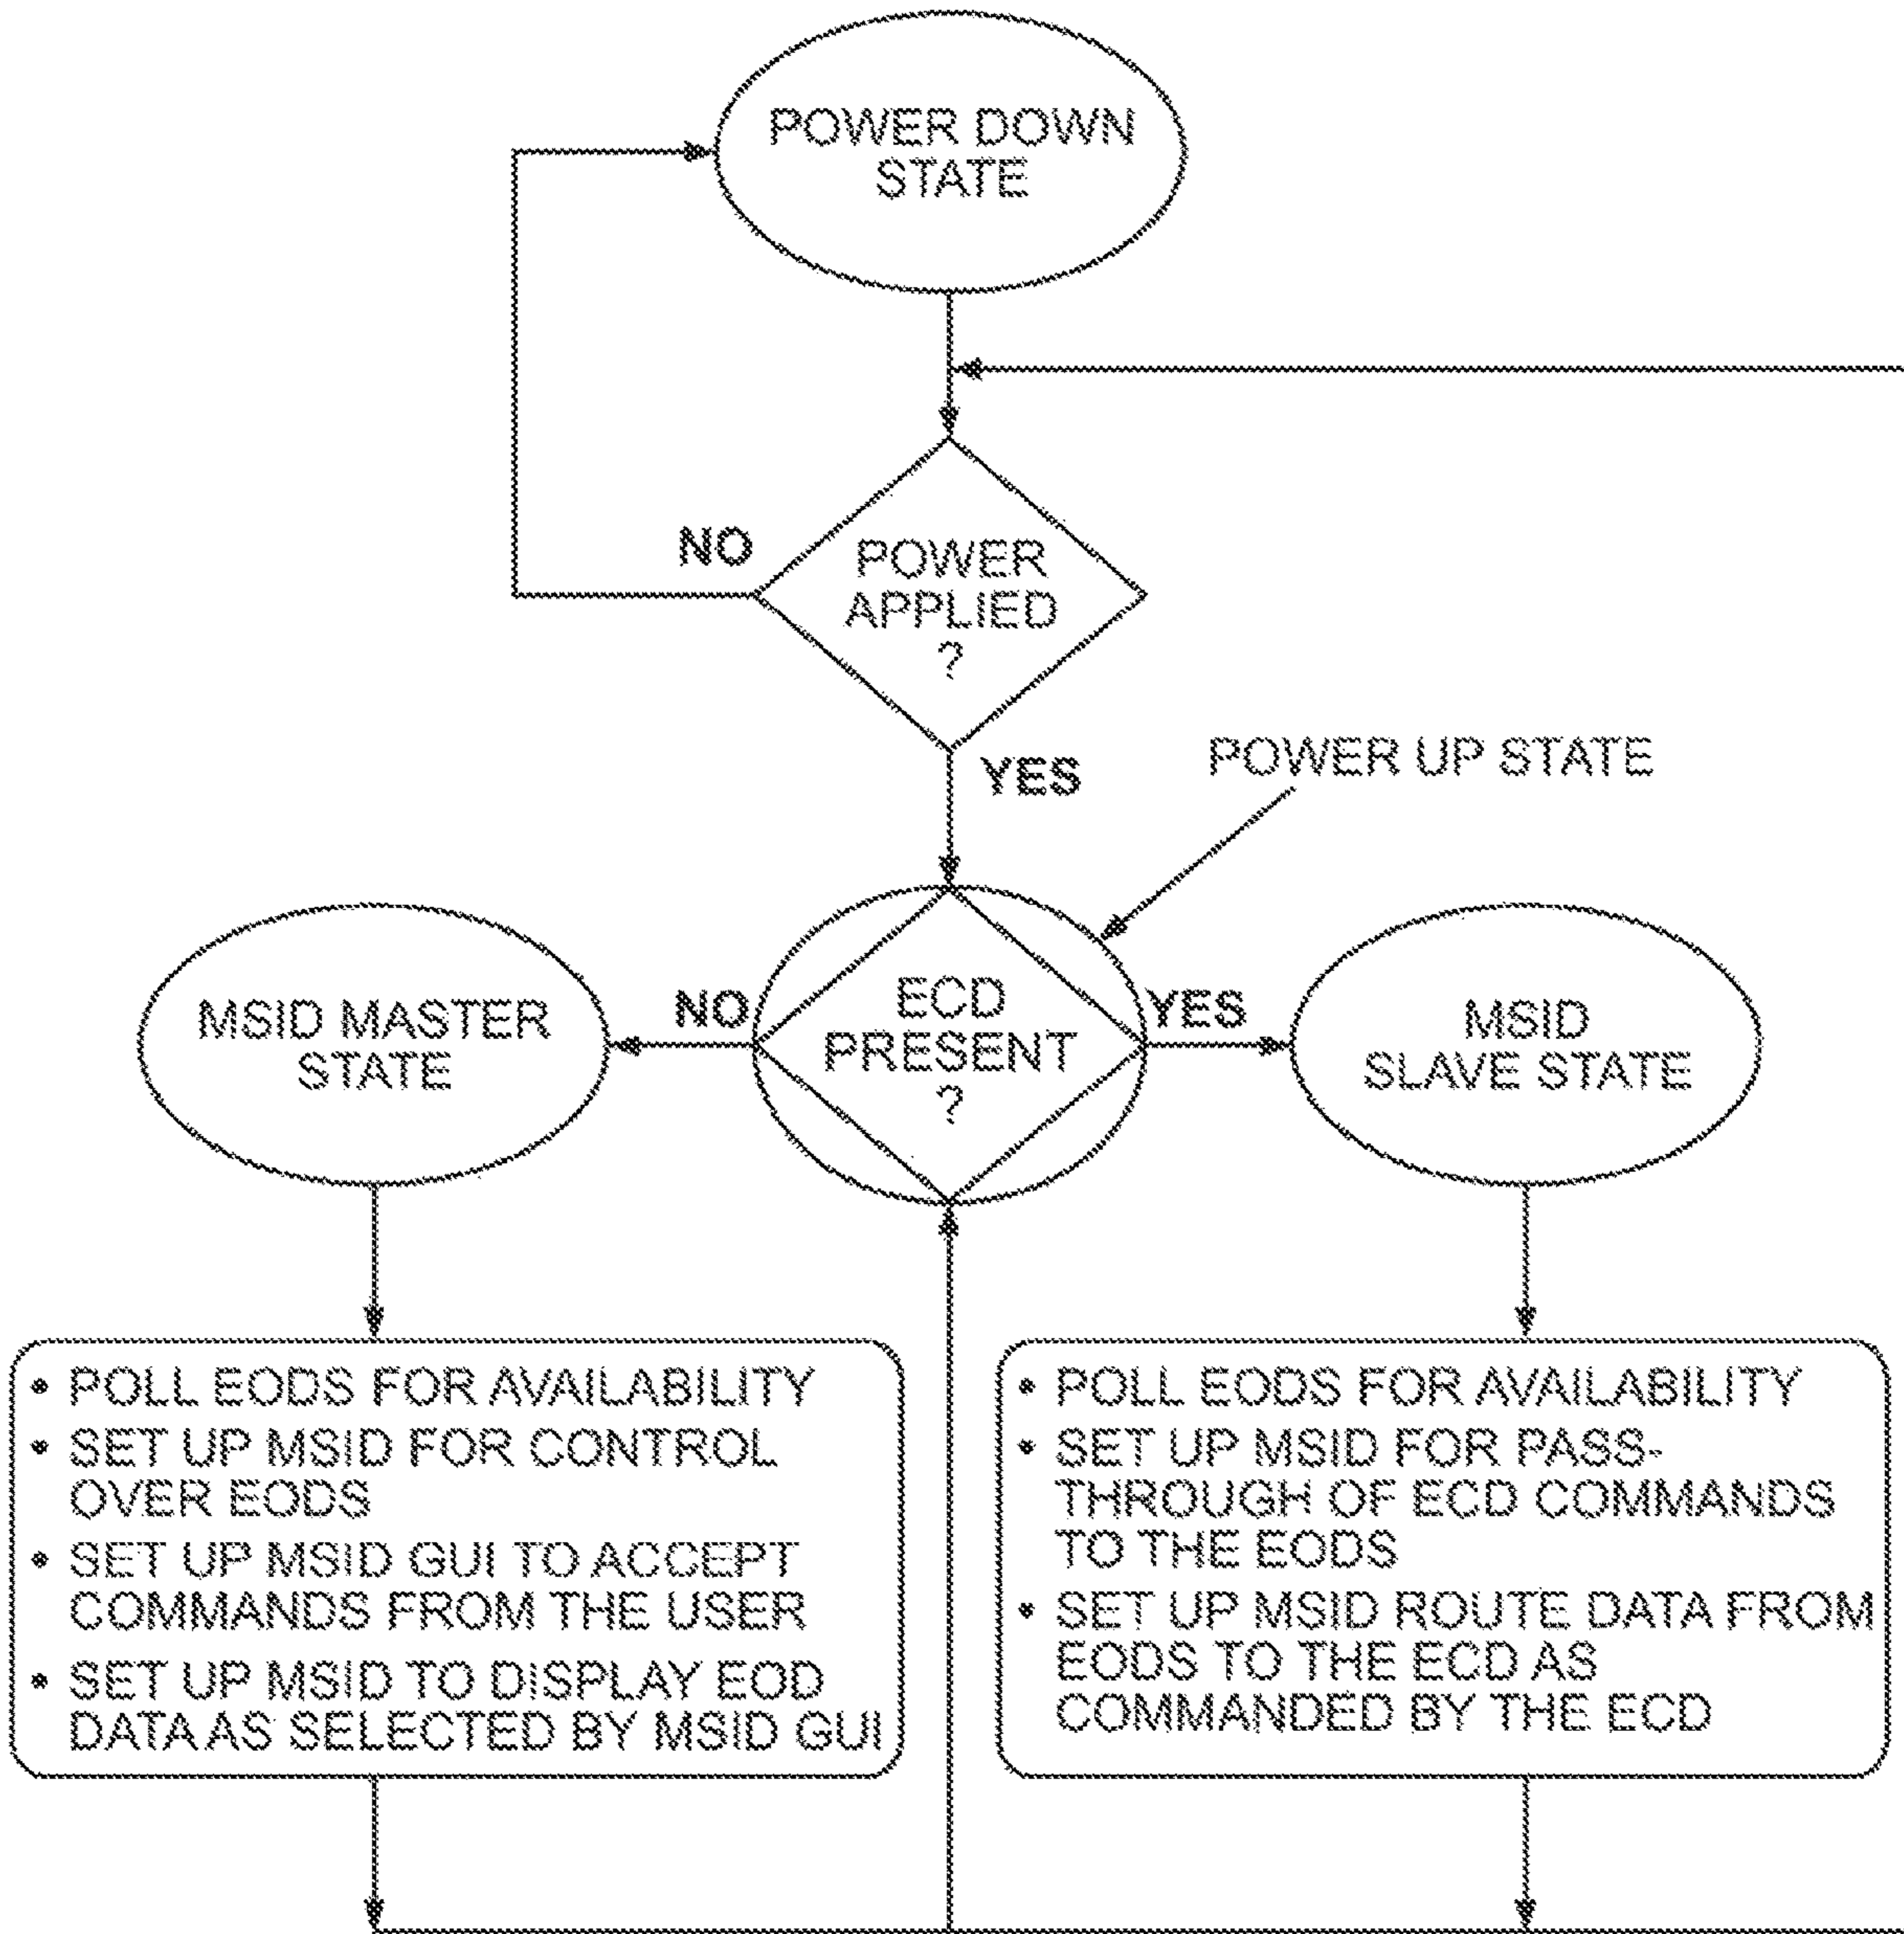 POWER DOWN
STATE
NO
POWER
APPLIED
?
YES
POWER UP STATE
MSID MASTER
STATE
NO
ECD
PRESENT
?
YES
MSID
SLAVE STATE
• POLL EODS FOR AVAILABILITY
• SET UP MSID FOR CONTROL
OVER EODS
• SET UP MSID GUI TO ACCEPT
COMMANDS FROM THE USER
• SET UP MSID TO DISPLAY EOD
DATA AS SELECTED BY MSID GUI
• POLL EODS FOR AVAILABILITY
• SET UP MSID FOR PASS-
THROUGH OF ECD COMMANDS
TO THE EODS
• SET UP MSID ROUTE DATA FROM
EODS TO THE ECD AS
COMMANDED BY THE ECD